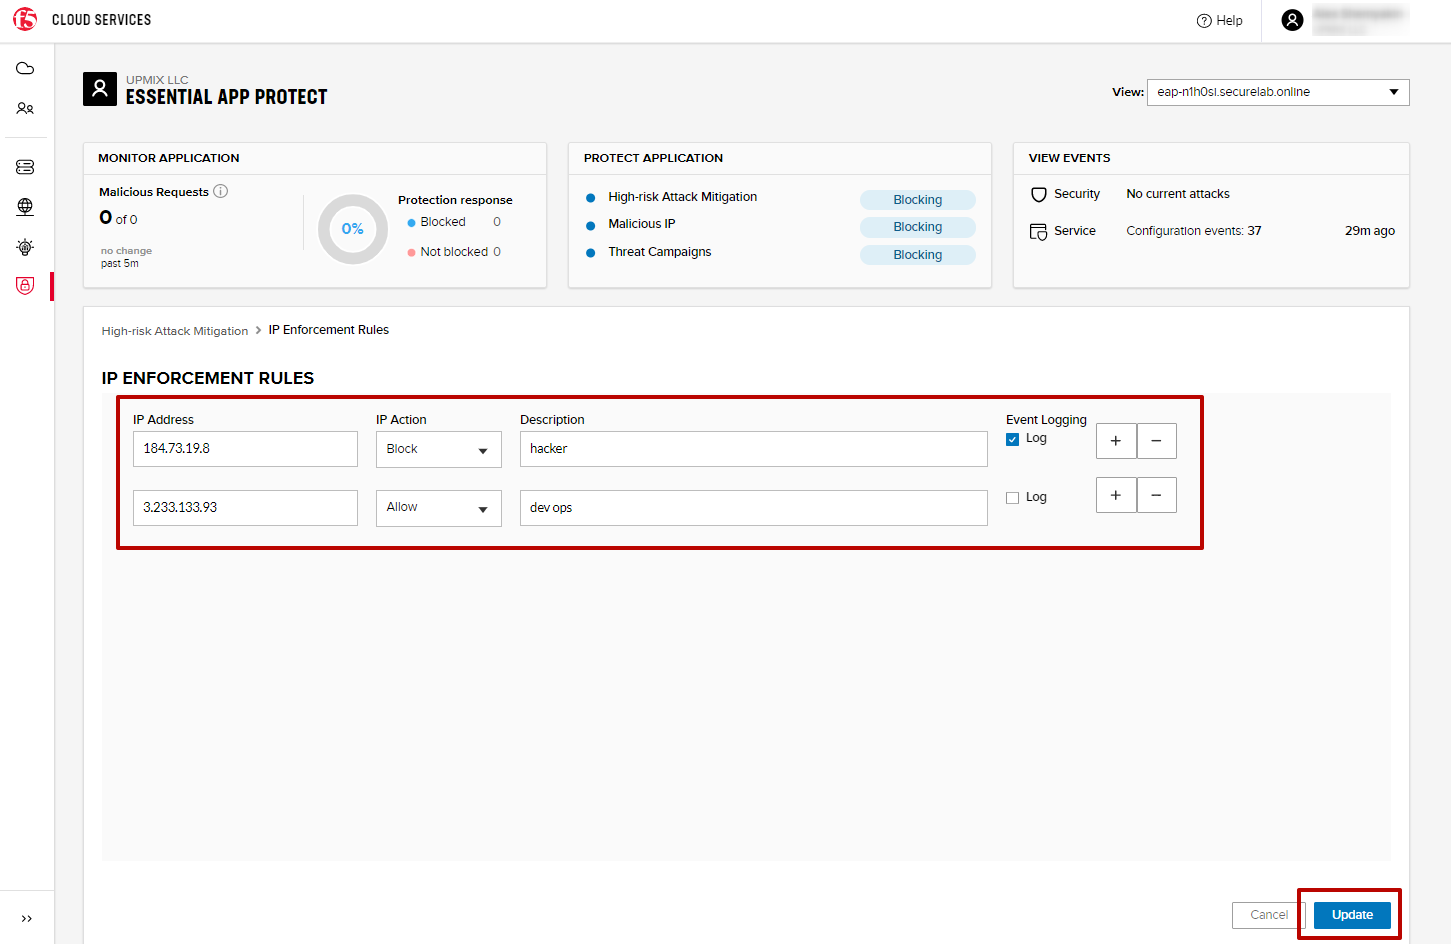 f5 CLOUD SERVICES
? Help
UPMIX LLC
ESSENTIAL APP PROTECT
View: eap-n1h0sl.securelab.online
MONITOR APPLICATION
Malicious Requests i
0 of 0
no change
past 5m
0%
Protection response
Blocked 0
Not blocked 0
PROTECT APPLICATION
High-risk Attack Mitigation Blocking
Malicious IP Blocking
Threat Campaigns Blocking
VIEW EVENTS
Security No current attacks
Service Configuration events: 37 29m ago
High-risk Attack Mitigation > IP Enforcement Rules
IP ENFORCEMENT RULES
IP Address IP Action Description Event Logging
184.73.19.8 Block hacker Log + −
3.233.133.93 Allow dev ops Log + −
>>
Cancel Update